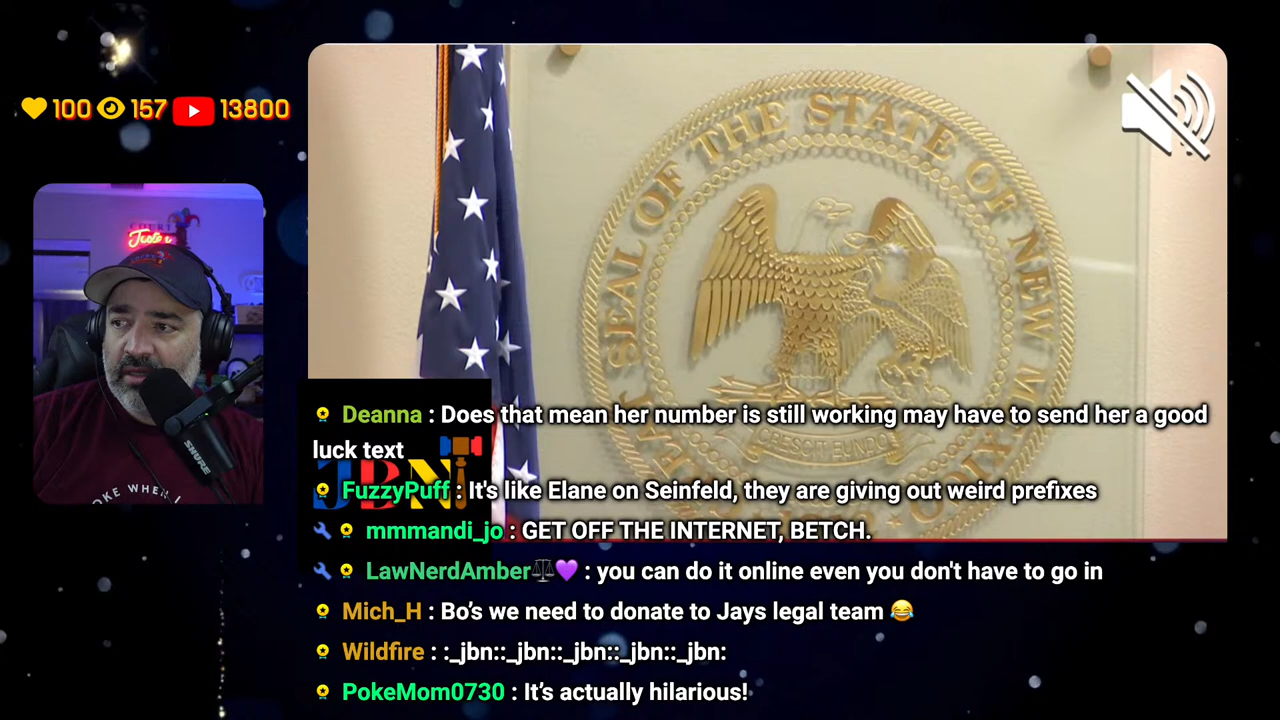 100 157 13800
SEAL OF THE STATE OF NEW MEXICO
CRESCIT EUNDO
SHURE
OKE WHEN I
JBN
Deanna : Does that mean her number is still working may have to send her a good
luck text
FuzzyPuff : It's like Elane on Seinfeld, they are giving out weird prefixes
mmmandi_jo : GET OFF THE INTERNET, BETCH.
LawNerdAmber⚖💜 : you can do it online even you don't have to go in
Mich_H : Bo’s we need to donate to Jays legal team 😂
Wildfire : :_jbn::_jbn::_jbn::_jbn::_jbn:
PokeMom0730 : It’s actually hilarious!